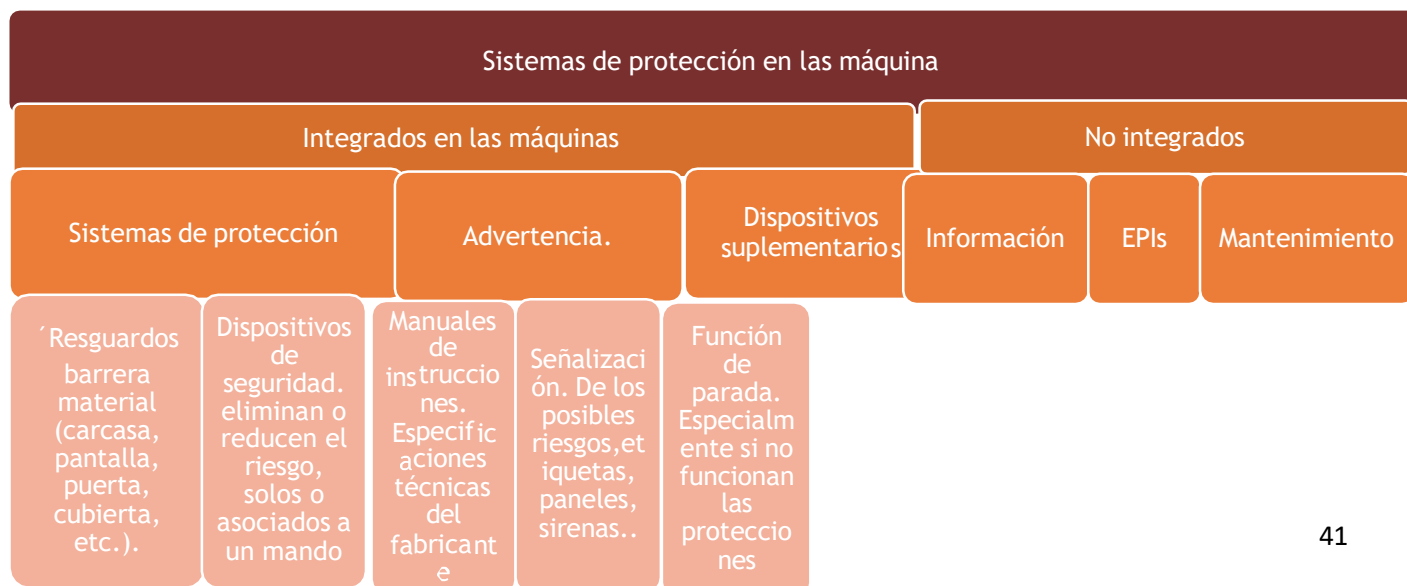 Sistemas de protección en las máquina
Integrados en las máquinas
No integrados
Sistemas de protección
Advertencia.
Dispositivos
suplementarios
Información
EPIs
Mantenimiento
´Resguardos
barrera
material
(carcasa,
pantalla,
puerta,
cubierta,
etc.).
Dispositivos
de
seguridad.
eliminan o
reducen el
riesgo,
solos o
asociados a
un mando
Manuales
de
instruccio
nes.
Especific
aciones
técnicas
del
fabricant
e
Señalizaci
ón. De los
posibles
riesgos,et
iquetas,
paneles,
sirenas..
Función
de
parada.
Especialm
ente si no
funcionan
las
proteccio
nes
41